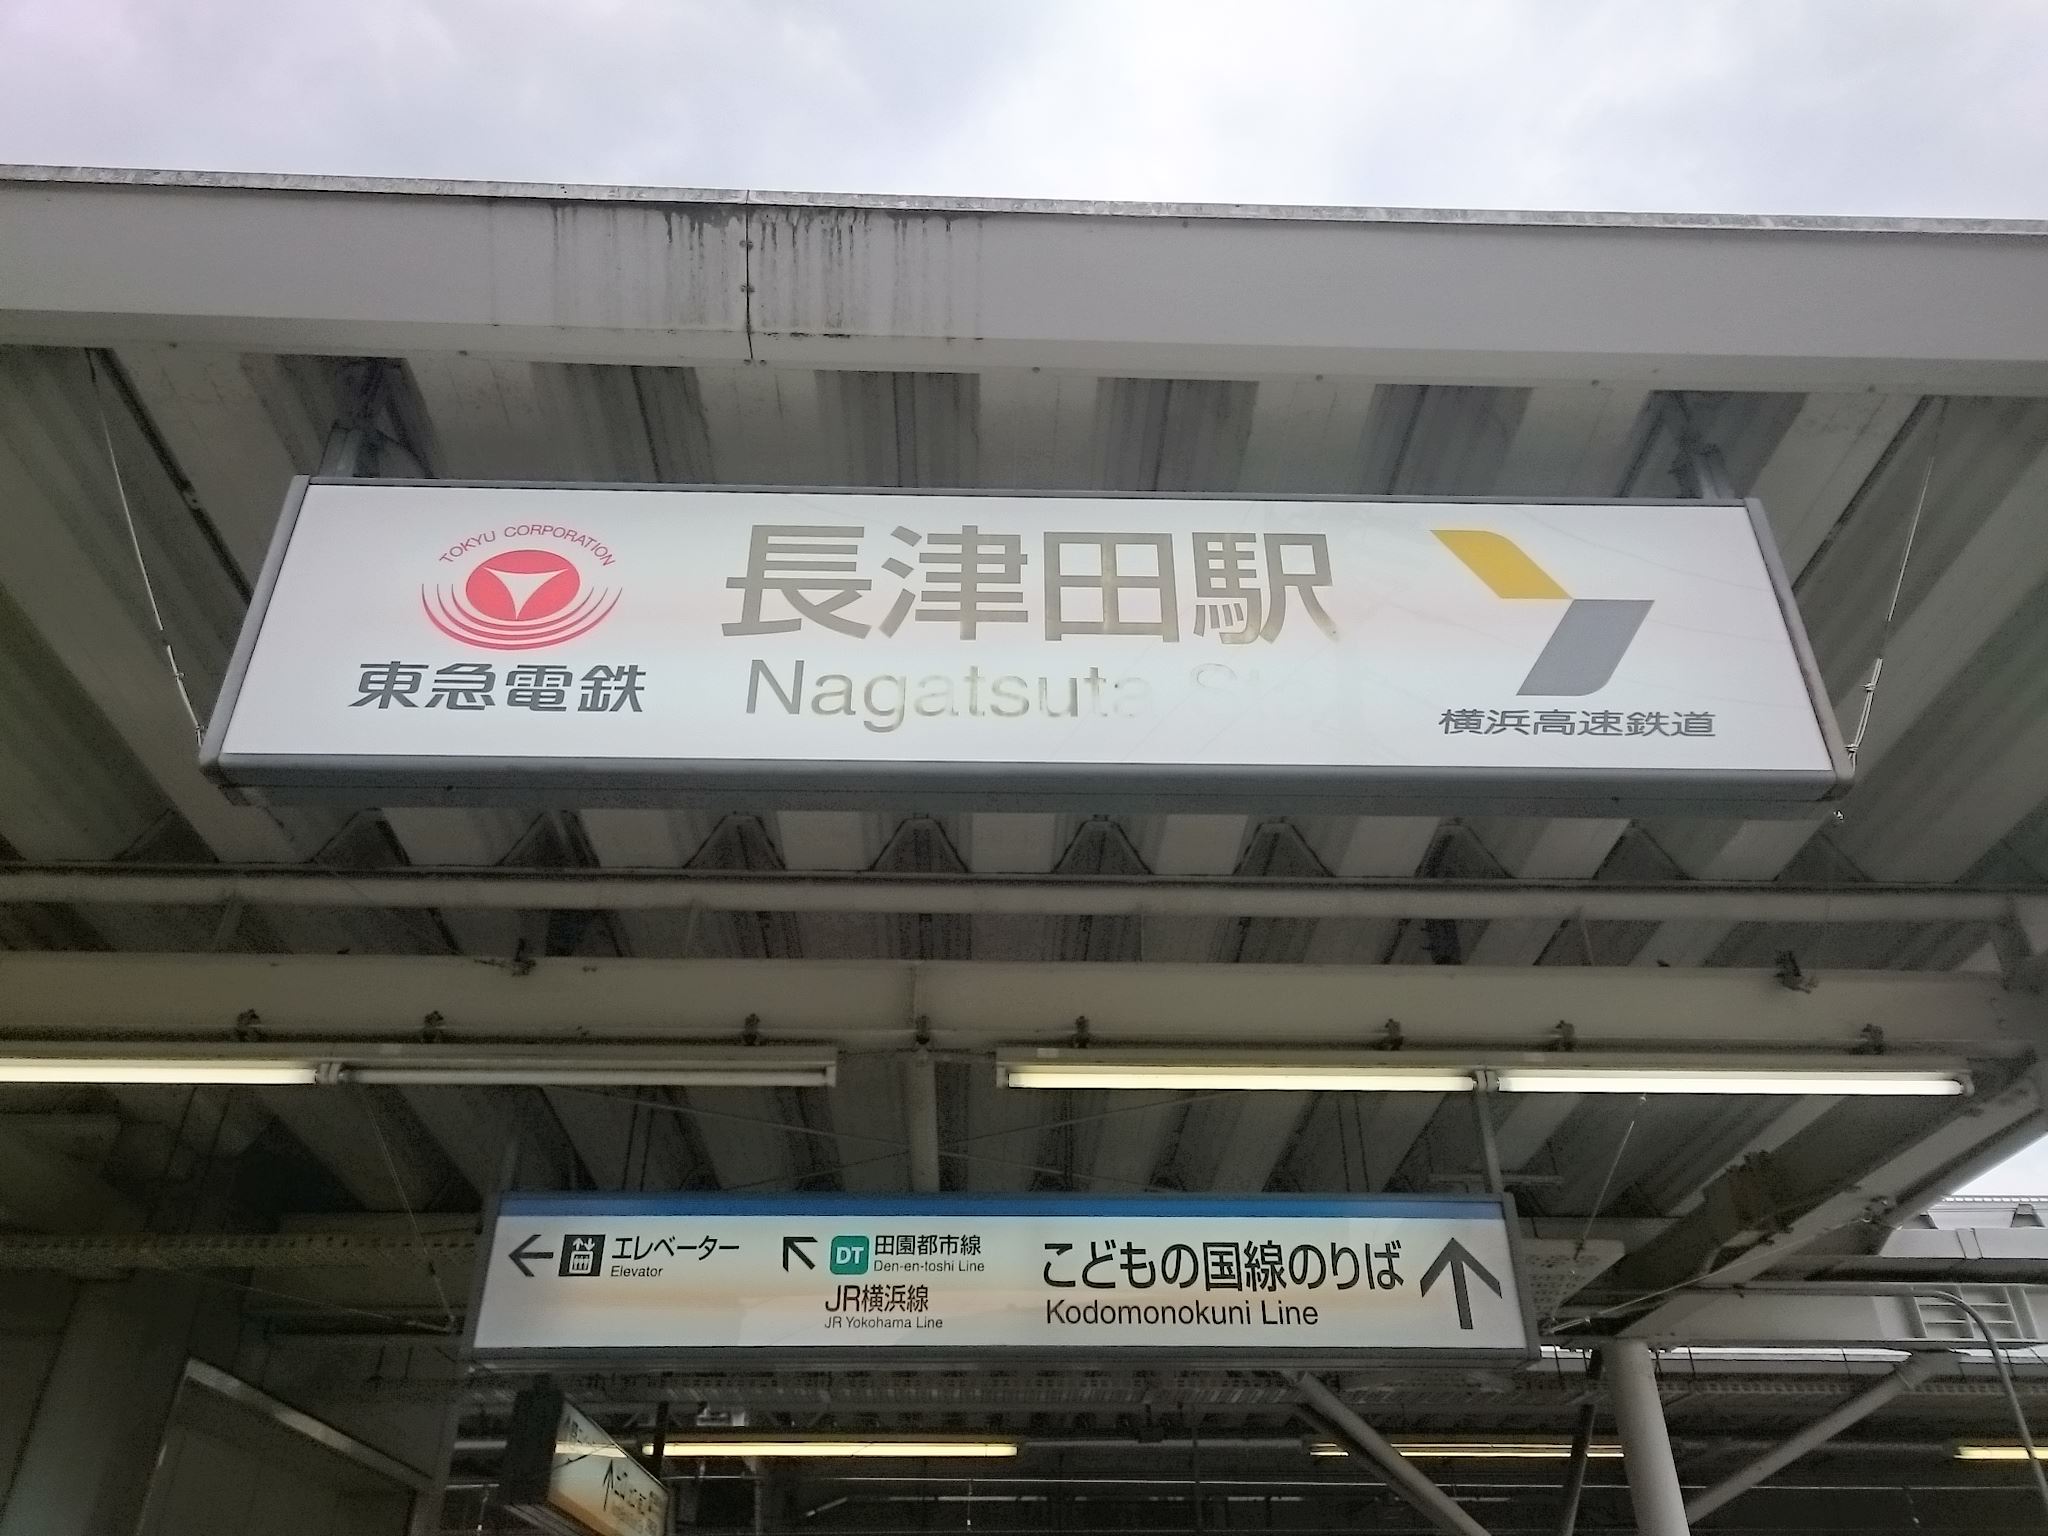 TOKYU CORPORATION
東急電鉄
長津田駅
Nagatsuta
横浜高速鉄道
エレベーター
Elevator
DT 田園都市線
Den-en-toshi Line
JR横浜線
JR Yokohama Line
こどもの国線のりば
Kodomonokuni Line